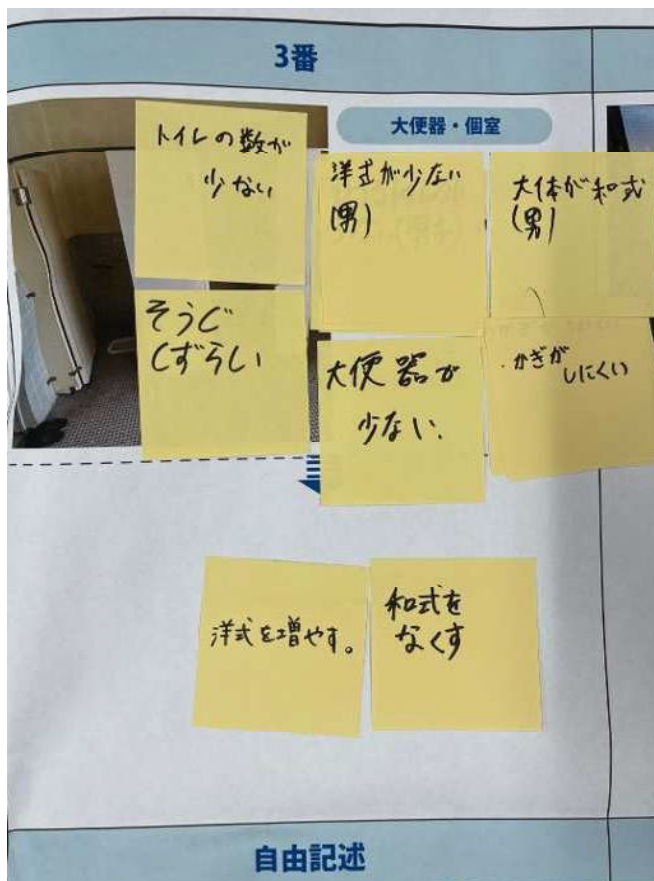 3番
大便器・個室
トイレの数が
少ない
洋式が少ない
(男)
大体が和式
(男)
そうじ
しずらい
大便器が
少ない.
.かぎが
しにくい
洋式を増やす。
和式を
なくす
自由記述